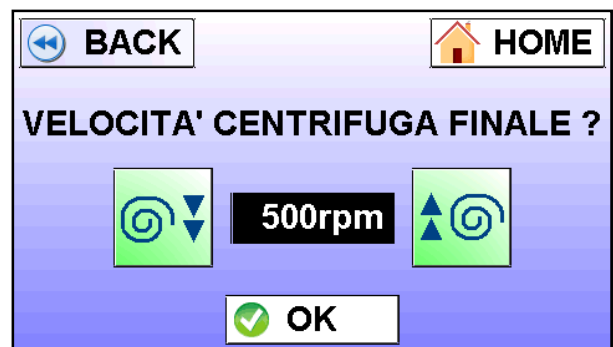 BACK
HOME
VELOCITA' CENTRIFUGA FINALE ?
500rpm
OK